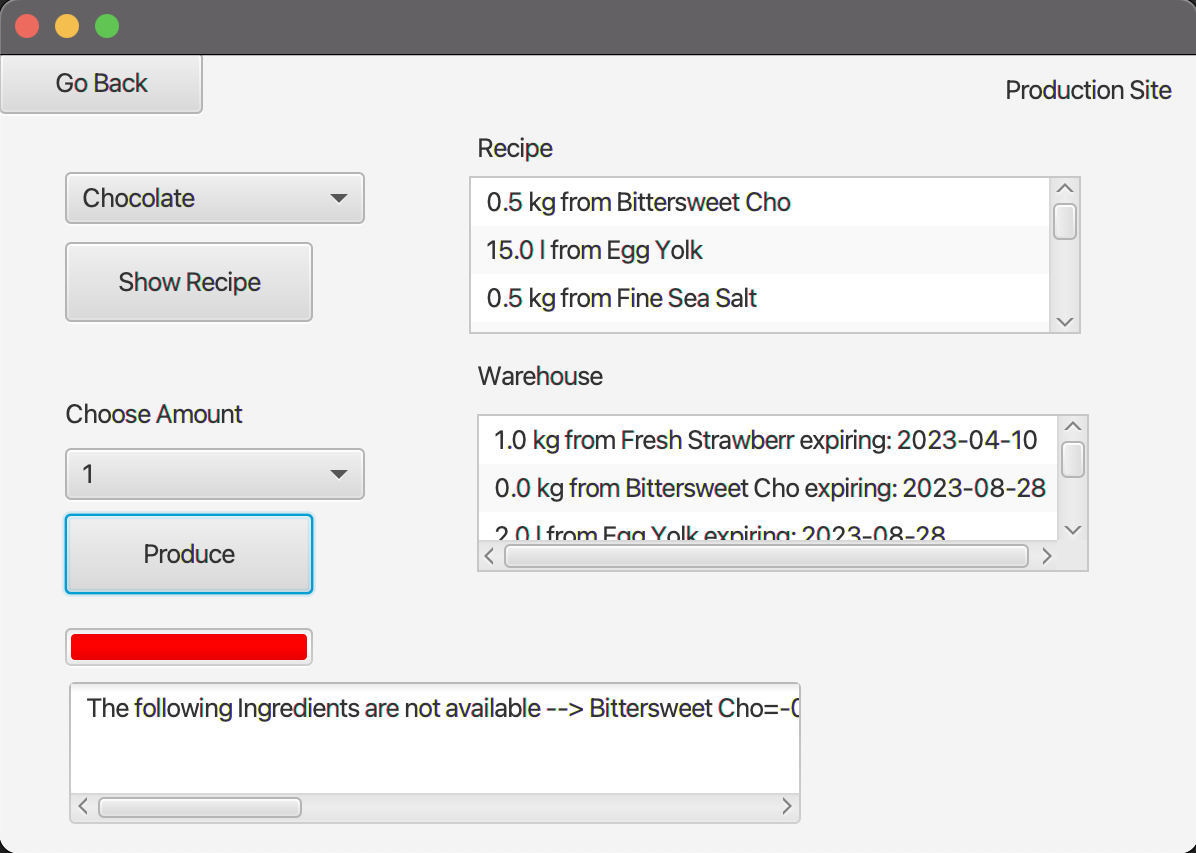 Go Back
Production Site
Recipe
Chocolate
0.5 kg from Bittersweet Cho
15.0 l from Egg Yolk
Show Recipe
0.5 kg from Fine Sea Salt
Warehouse
Choose Amount
1.0 kg from Fresh Strawberr expiring: 2023-04-10
1
0.0 kg from Bittersweet Cho expiring: 2023-08-28
2.0 l from Egg Yolk expiring: 2023-08-28
Produce
The following Ingredients are not available --> Bittersweet Cho=-0